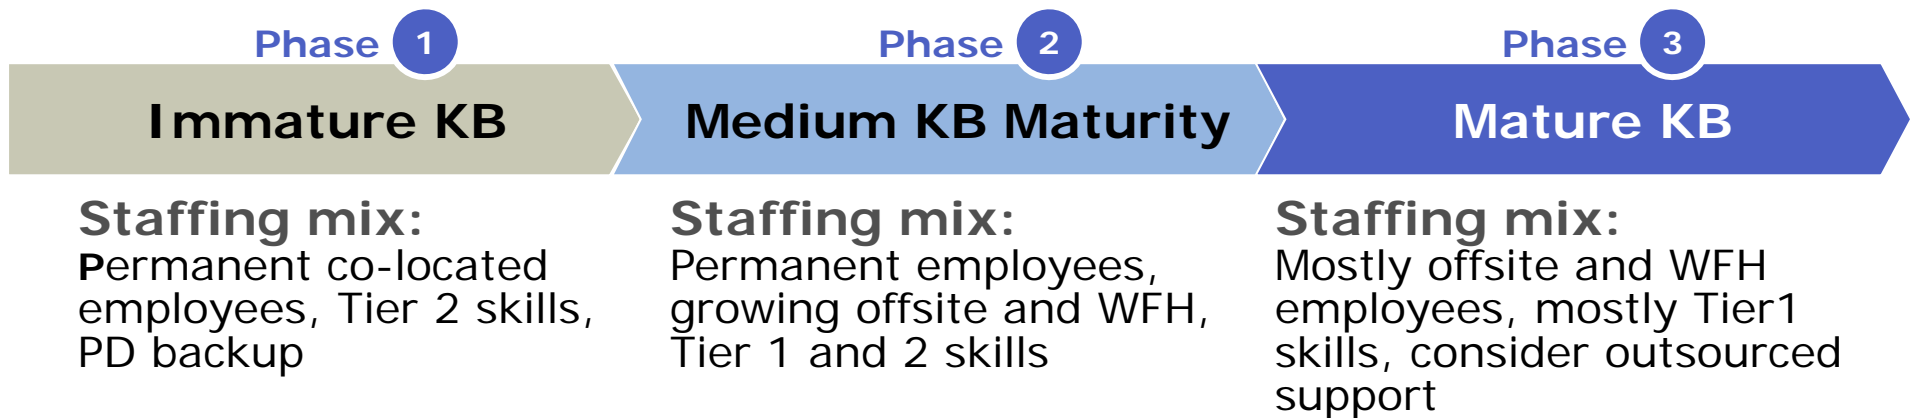 Phase 1
Immature KB
Staffing mix:
Permanent co-located
employees, Tier 2 skills,
PD backup
Phase 2
Medium KB Maturity
Staffing mix:
Permanent employees,
growing offsite and WFH,
Tier 1 and 2 skills
Phase 3
Mature KB
Staffing mix:
Mostly offsite and WFH
employees, mostly Tier1
skills, consider outsourced
support